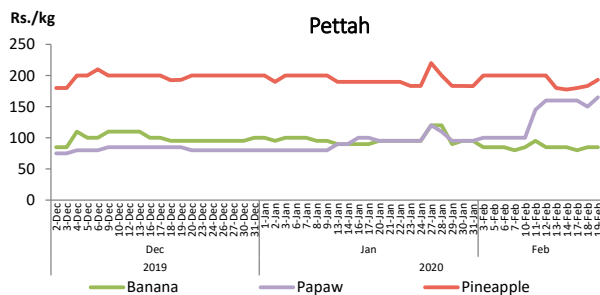 Rs./kg
Pettah
250
200
150
100
50
0
2-Dec
3-Dec
4-Dec
5-Dec
6-Dec
9-Dec
10-Dec
12-Dec
13-Dec
16-Dec
17-Dec
18-Dec
19-Dec
20-Dec
23-Dec
24-Dec
26-Dec
27-Dec
30-Dec
31-Dec
1-Jan
2-Jan
3-Jan
6-Jan
7-Jan
8-Jan
9-Jan
13-Jan
14-Jan
16-Jan
17-Jan
20-Jan
21-Jan
22-Jan
23-Jan
24-Jan
27-Jan
28-Jan
29-Jan
30-Jan
31-Jan
3-Feb
5-Feb
6-Feb
7-Feb
10-Feb
11-Feb
12-Feb
13-Feb
14-Feb
17-Feb
18-Feb
19-Feb
Dec Jan Feb
2019 2020
Banana Papaw Pineapple